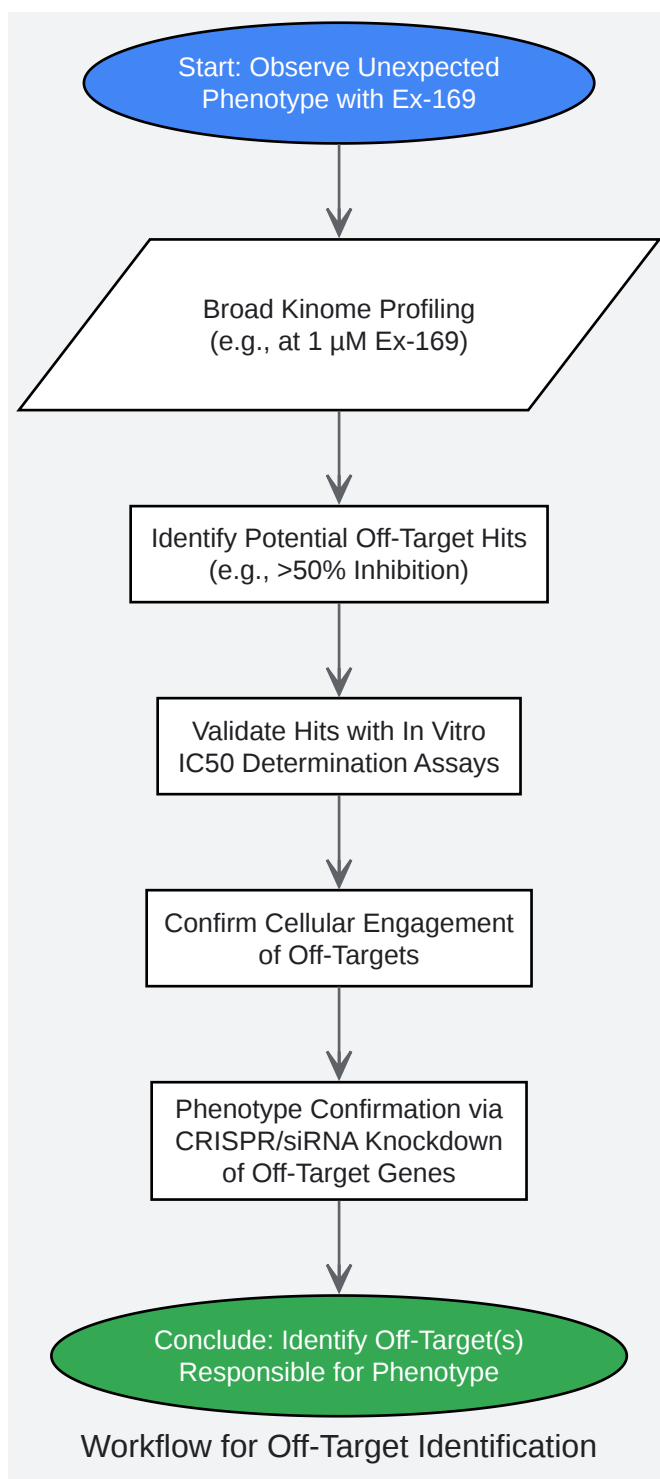 Start: Observe Unexpected
Phenotype with Ex-169
Broad Kinome Profiling
(e.g., at 1 µM Ex-169)
Identify Potential Off-Target Hits
(e.g., >50% Inhibition)
Validate Hits with In Vitro
IC50 Determination Assays
Confirm Cellular Engagement
of Off-Targets
Phenotype Confirmation via
CRISPR/siRNA Knockdown
of Off-Target Genes
Conclude: Identify Off-Target(s)
Responsible for Phenotype
Workflow for Off-Target Identification